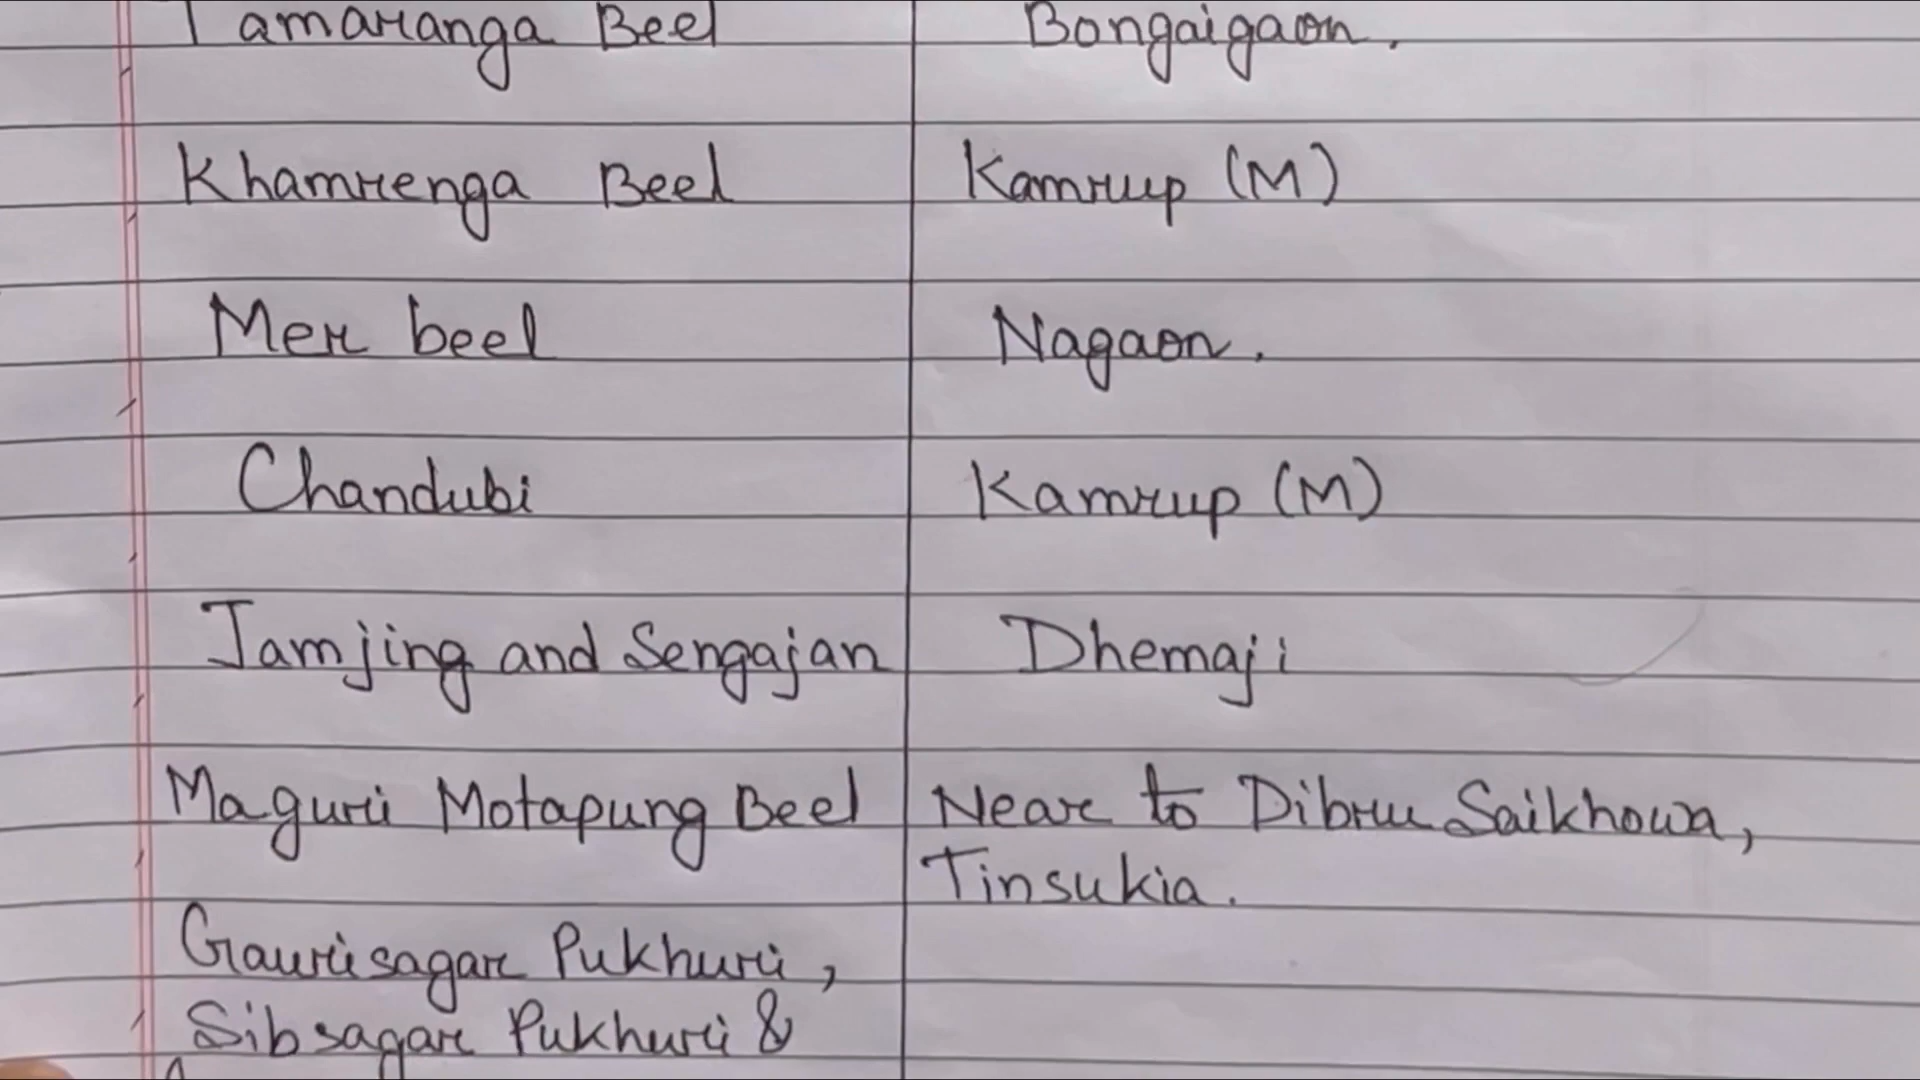 Tamaranga Beel Bongaigaon.
Khamrenga Beel Kamrup (M)
Mer beel Nagaon.
Chandubi Kamrup (M)
Jamjing and Sengajan Dhemaji
Maguri Motapung Beel Near to Dibru Saikhowa,
Tinsukia.
Gaurisagar Pukhuri,
Sibsagar Pukhuri &